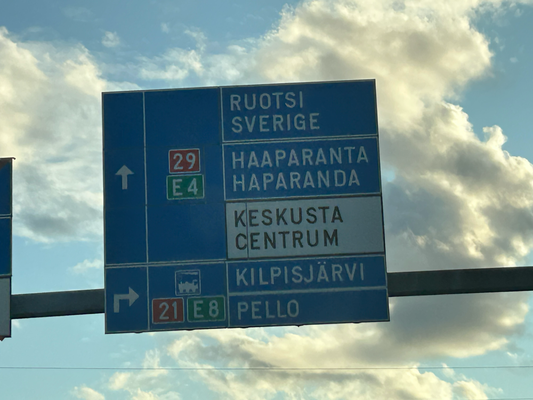 RUOTSI
SVERIGE
29
E4
HAAPARANTA
HAPARANDA
KESKUSTA
CENTRUM
KILPISJÄRVI
21 E8
PELLO